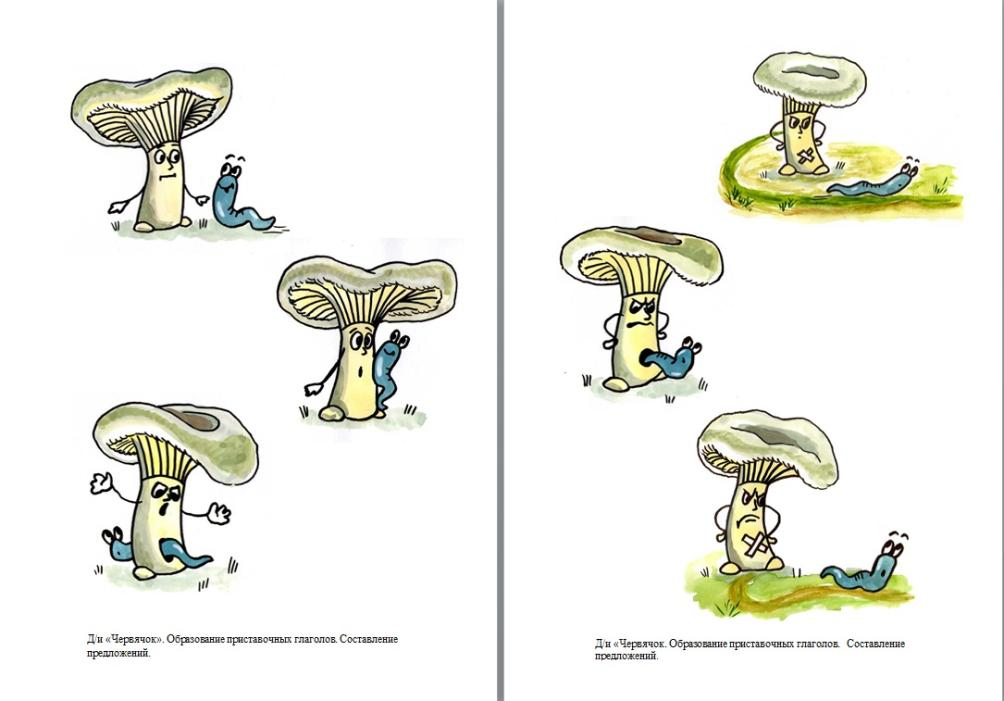 Д/и «Червячок». Образование приставочных глаголов. Составление
предложений.
Д/и «Червячок. Образование приставочных глаголов. Составление
предложений.